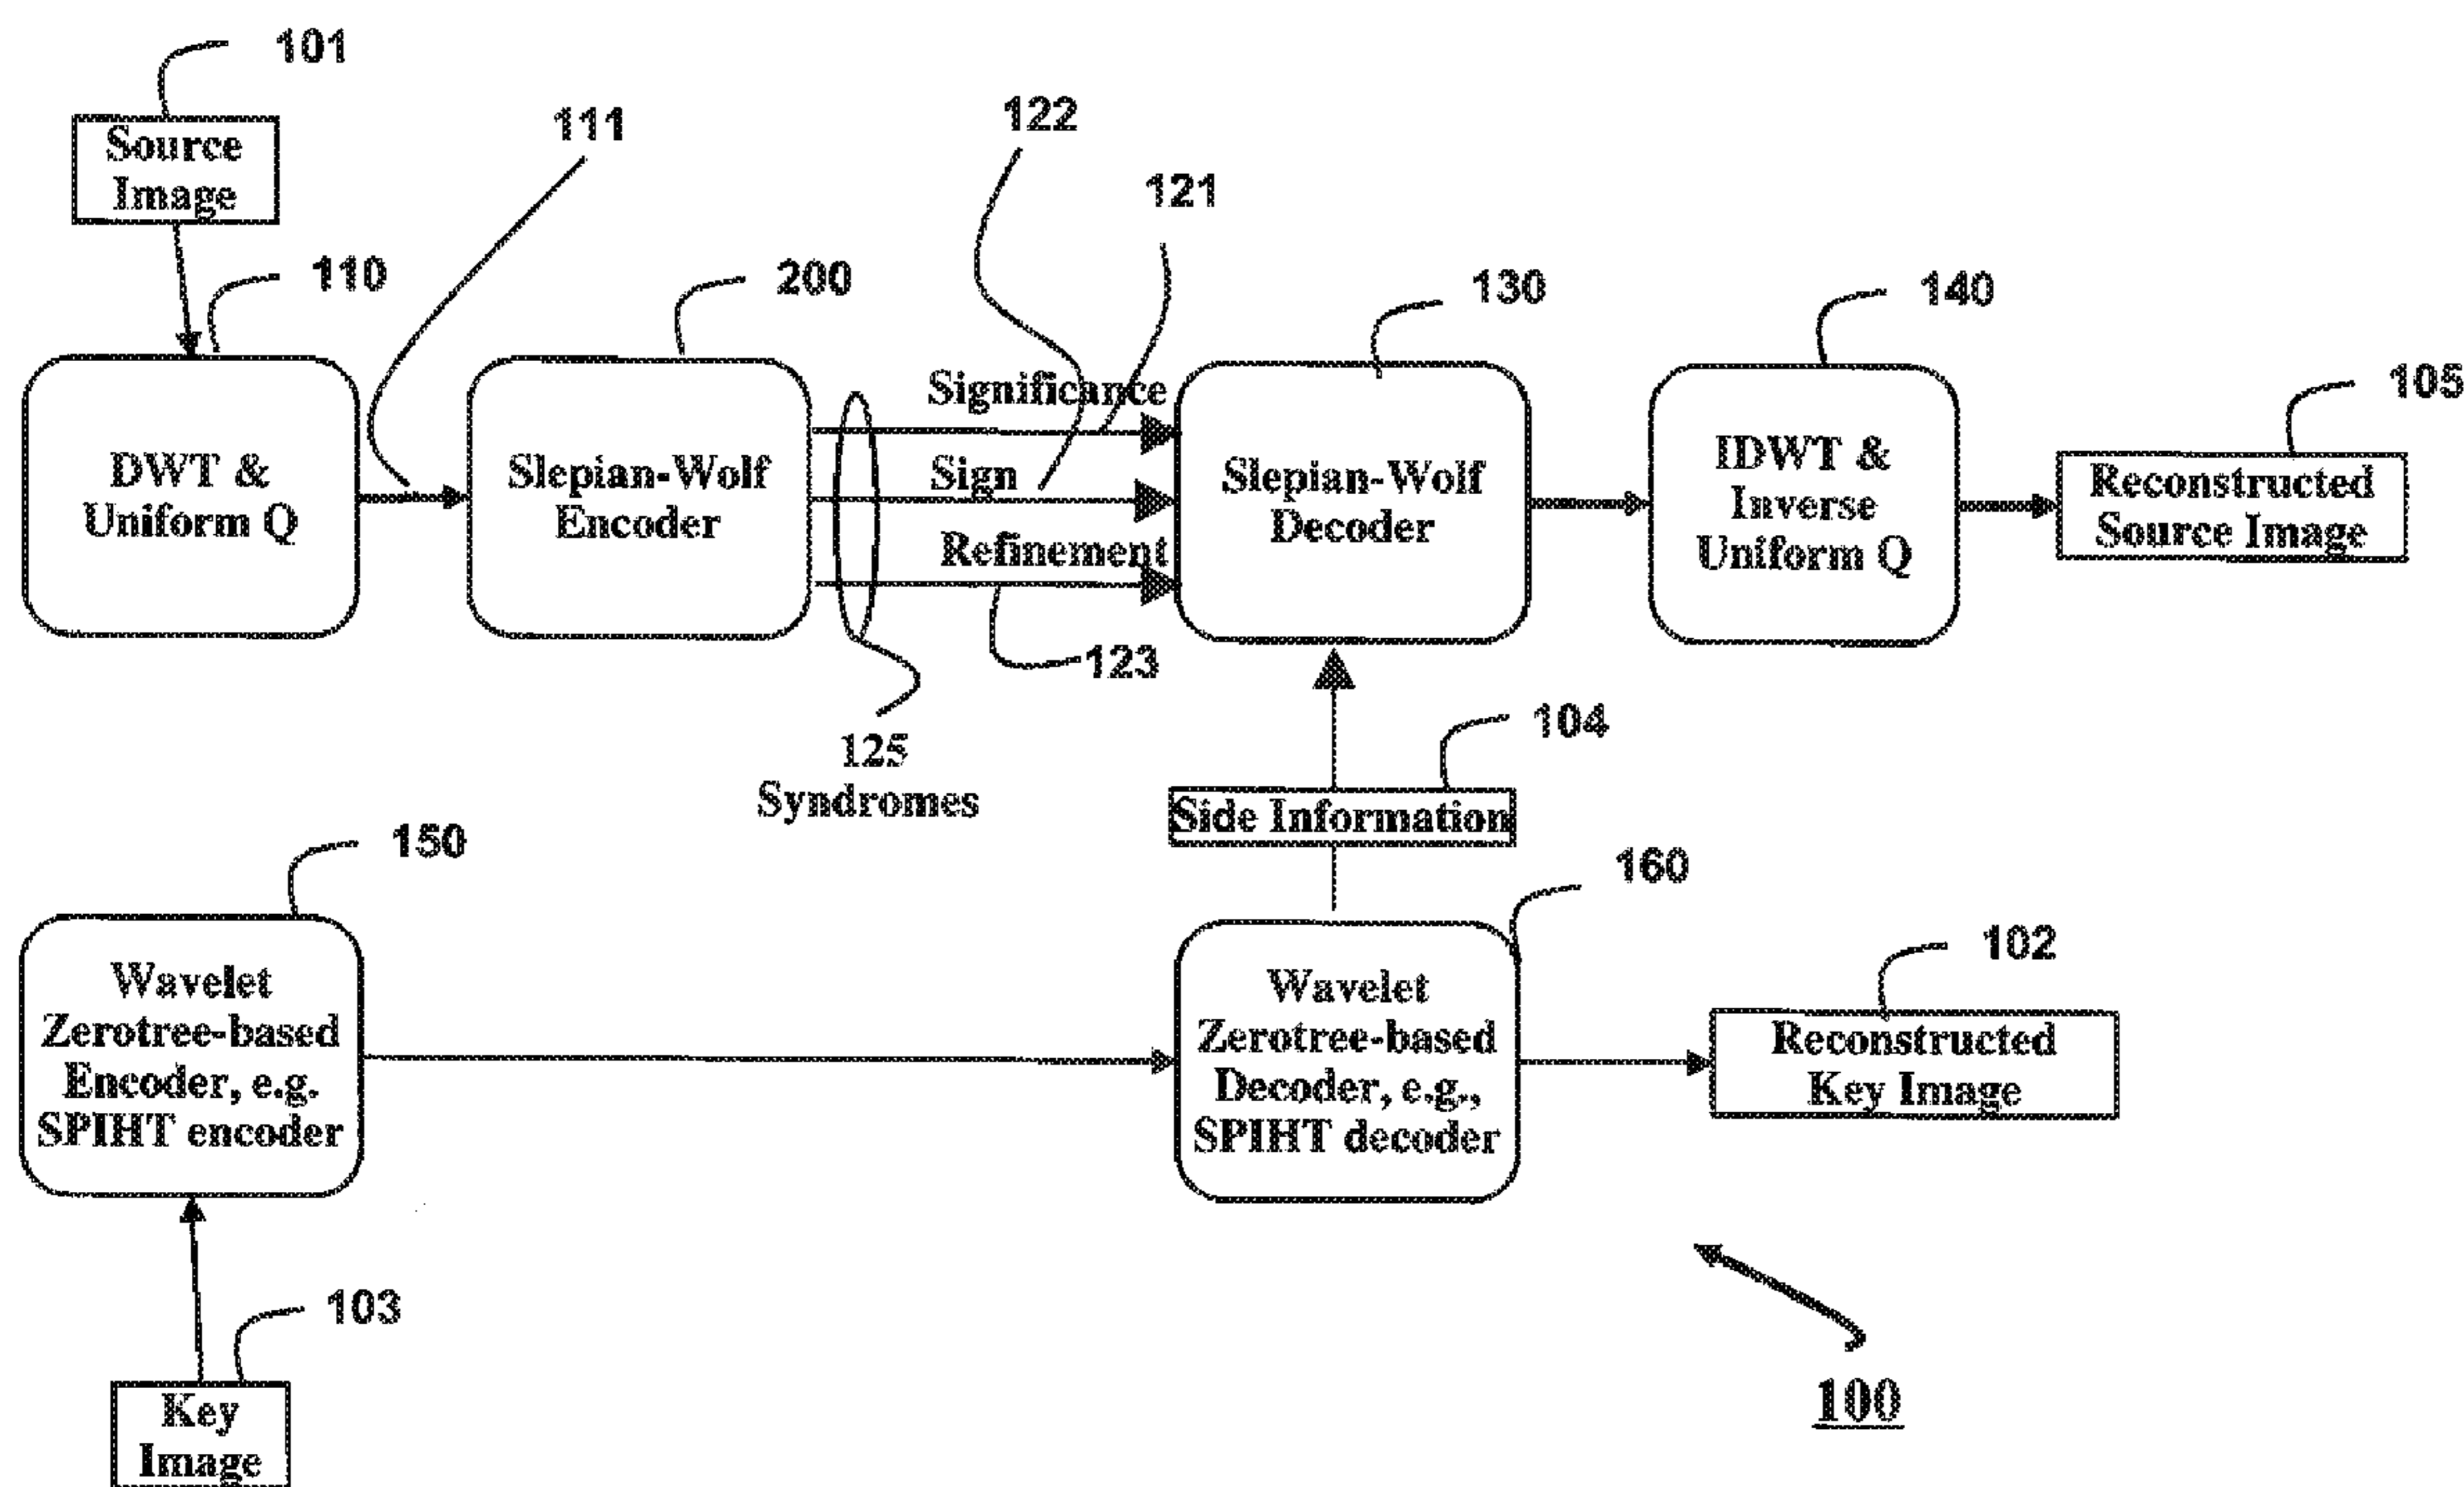 101
Source
Image
111
122
121
110
200
130
140
105
DWT &
Uniform Q
Slepian-Wolf
Encoder
Significance
Sign
Refinement
Slepian-Wolf
Decoder
IDWT &
Inverse
Uniform Q
Reconstructed
Source Image
123
125
Syndromes
104
Side Information
150
160
102
Wavelet
Zerotree-based
Encoder, e.g.
SPIHT encoder
Wavelet
Zerotree-based
Decoder, e.g.,
SPIHT decoder
Reconstructed
Key Image
103
Key
Image
100